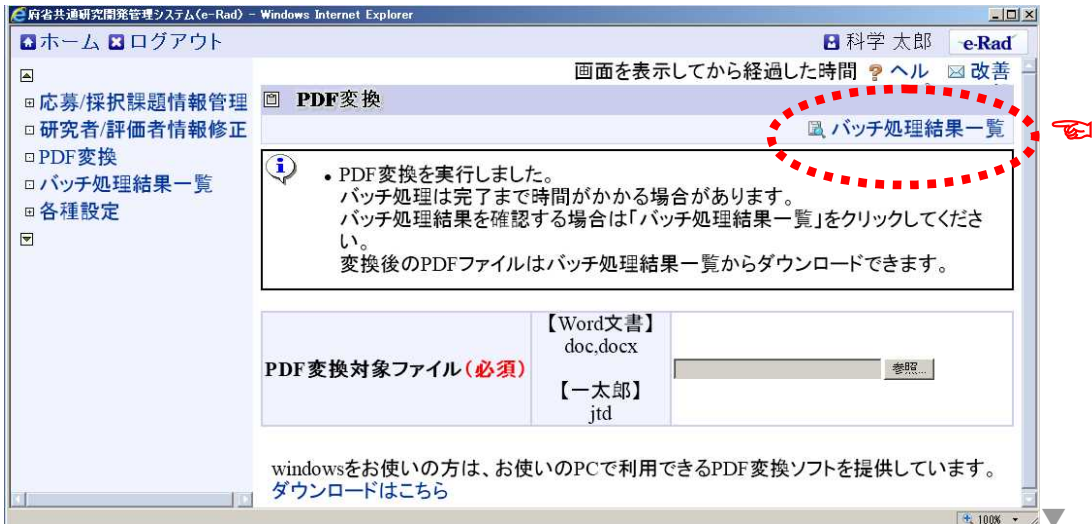 府省共通研究開発管理システム(e-Rad) - Windows Internet Explorer
ホーム ログアウト
科学 太郎 e-Rad
画面を表示してから経過した時間 ? ヘル 改善
応募/採択課題情報管理
研究者/評価者情報修正
PDF変換
バッチ処理結果一覧
各種設定
PDF変換
バッチ処理結果一覧
・PDF変換を実行しました。
バッチ処理は完了まで時間がかかる場合があります。
バッチ処理結果を確認する場合は「バッチ処理結果一覧」をクリックしてくださ
い。
変換後のPDFファイルはバッチ処理結果一覧からダウンロードできます。
PDF変換対象ファイル(必須)
【Word文書】
doc,docx
【一太郎】
jtd
参照...
windowsをお使いの方は、お使いのPCで利用できるPDF変換ソフトを提供しています。
ダウンロードはこちら
100%